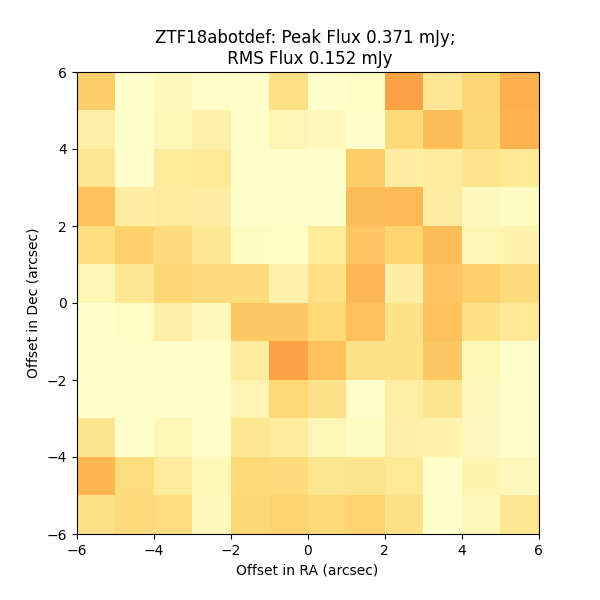 ZTF18abotdef: Peak Flux 0.371 mJy;
RMS Flux 0.152 mJy
6
4
2
0
−2
−4
−6
Offset in Dec (arcsec)
−6 −4 −2 0 2 4 6
Offset in RA (arcsec)